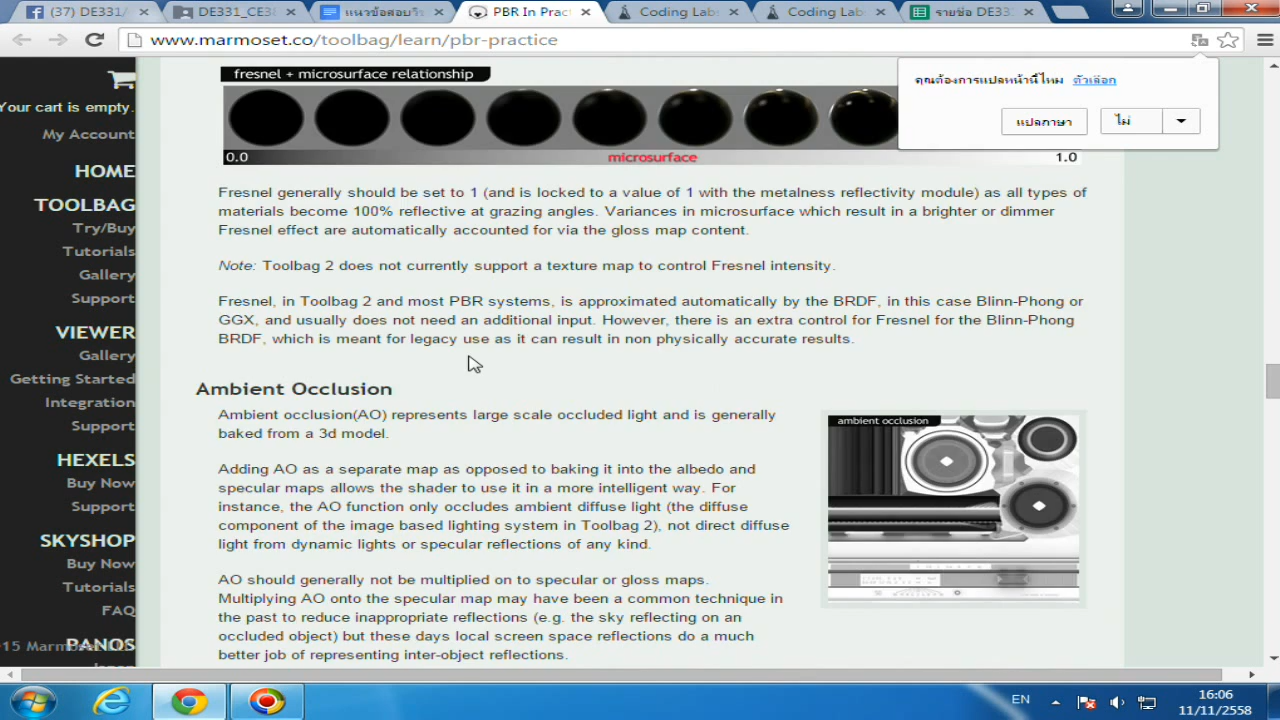 (37) DE331/
DE331_CE38
แนวข้อสอบวิ
PBR In Prac
Coding Lab
Coding Lab
รายชื่อ DE33
www.marmoset.co/toolbag/learn/pbr-practice
คุณต้องการแปลหน้านี้ไหม ตัวเลือก
แปลภาษา
ไม่
Your cart is empty.
My Account
HOME
TOOLBAG
Try/Buy
Tutorials
Gallery
Support
VIEWER
Gallery
Getting Started
Integration
Support
HEXELS
Buy Now
Support
SKYSHOP
Buy Now
Tutorials
FAQ
PANOS
fresnel + microsurface relationship
0.0
microsurface
1.0
Fresnel generally should be set to 1 (and is locked to a value of 1 with the metalness reflectivity module) as all types of
materials become 100% reflective at grazing angles. Variances in microsurface which result in a brighter or dimmer
Fresnel effect are automatically accounted for via the gloss map content.
Note: Toolbag 2 does not currently support a texture map to control Fresnel intensity.
Fresnel, in Toolbag 2 and most PBR systems, is approximated automatically by the BRDF, in this case Blinn-Phong or
GGX, and usually does not need an additional input. However, there is an extra control for Fresnel for the Blinn-Phong
BRDF, which is meant for legacy use as it can result in non physically accurate results.
Ambient Occlusion
Ambient occlusion(AO) represents large scale occluded light and is generally
baked from a 3d model.
Adding AO as a separate map as opposed to baking it into the albedo and
specular maps allows the shader to use it in a more intelligent way. For
instance, the AO function only occludes ambient diffuse light (the diffuse
component of the image based lighting system in Toolbag 2), not direct diffuse
light from dynamic lights or specular reflections of any kind.
AO should generally not be multiplied on to specular or gloss maps.
Multiplying AO onto the specular map may have been a common technique in
the past to reduce inappropriate reflections (e.g. the sky reflecting on an
occluded object) but these days local screen space reflections do a much
better job of representing inter-object reflections.
ambient occlusion
EN
16:06
11/11/2558